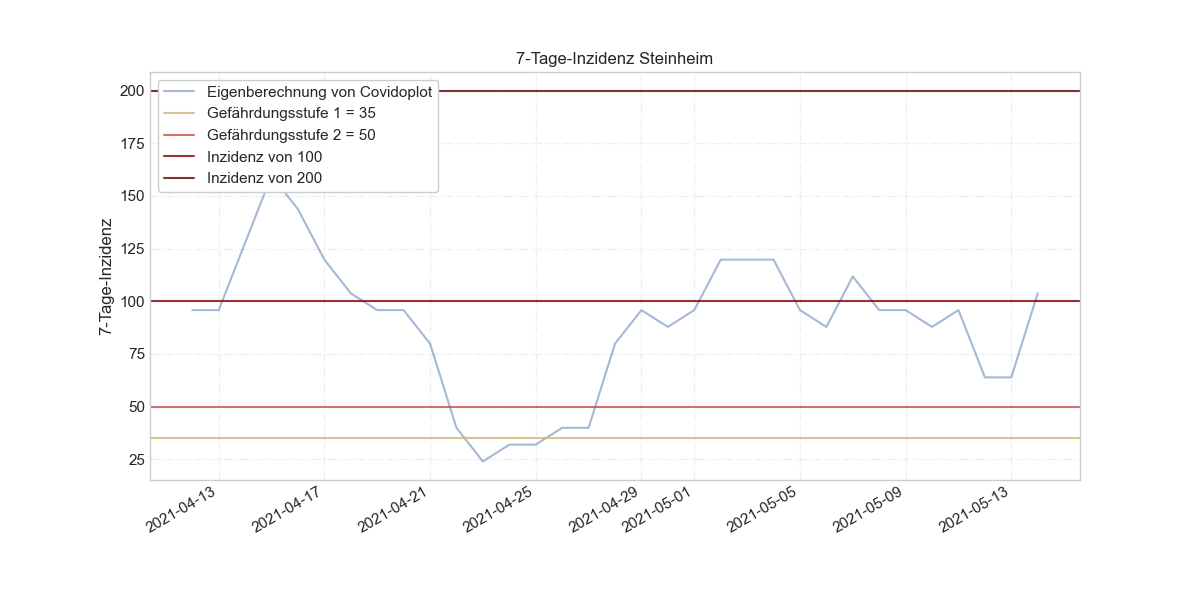 7-Tage-Inzidenz Steinheim
Eigenberechnung von Covidoplot
Gefährdungsstufe 1 = 35
Gefährdungsstufe 2 = 50
Inzidenz von 100
Inzidenz von 200
7-Tage-Inzidenz
200
175
150
125
100
75
50
25
2021-04-13
2021-04-17
2021-04-21
2021-04-25
2021-04-29
2021-05-01
2021-05-05
2021-05-09
2021-05-13